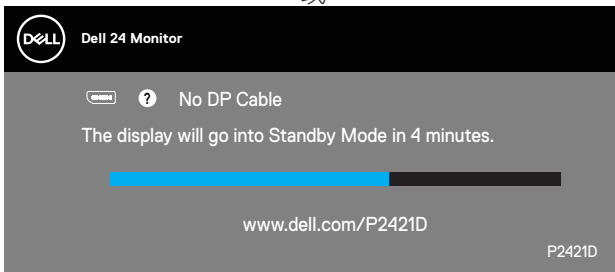 DELL
Dell 24 Monitor
? No DP Cable
The display will go into Standby Mode in 4 minutes.
www.dell.com/P2421D
P2421D